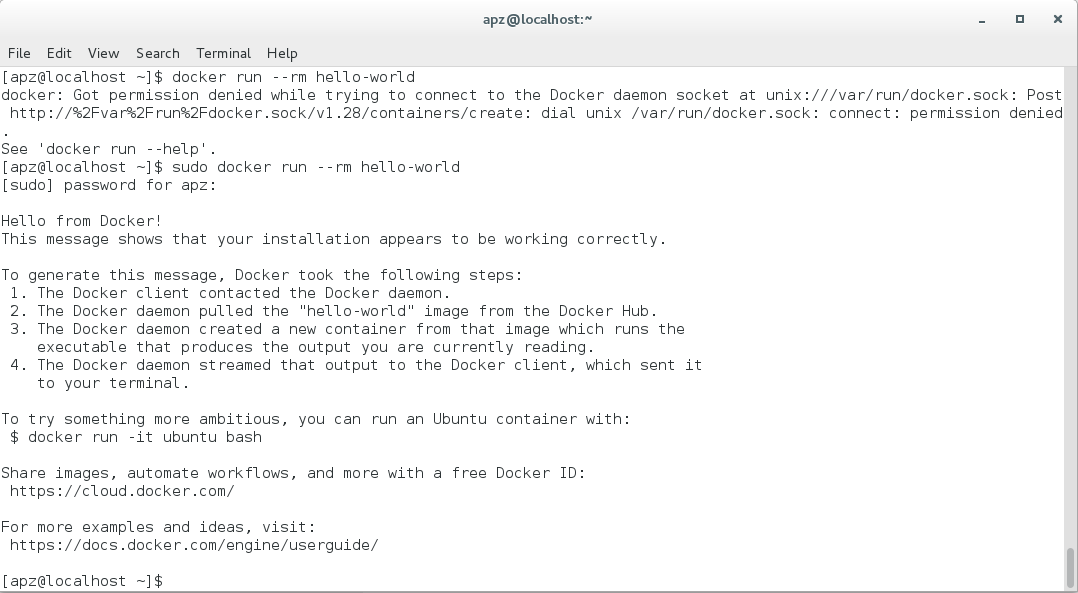 apz@localhost:~
File Edit View Search Terminal Help
[apz@localhost ~]$ docker run --rm hello-world
docker: Got permission denied while trying to connect to the Docker daemon socket at unix:///var/run/docker.sock: Post
 http://%2Fvar%2Frun%2Fdocker.sock/v1.28/containers/create: dial unix /var/run/docker.sock: connect: permission denied
.
See 'docker run --help'.
[apz@localhost ~]$ sudo docker run --rm hello-world
[sudo] password for apz:

Hello from Docker!
This message shows that your installation appears to be working correctly.

To generate this message, Docker took the following steps:
 1. The Docker client contacted the Docker daemon.
 2. The Docker daemon pulled the "hello-world" image from the Docker Hub.
 3. The Docker daemon created a new container from that image which runs the
    executable that produces the output you are currently reading.
 4. The Docker daemon streamed that output to the Docker client, which sent it
    to your terminal.

To try something more ambitious, you can run an Ubuntu container with:
 $ docker run -it ubuntu bash

Share images, automate workflows, and more with a free Docker ID:
 https://cloud.docker.com/

For more examples and ideas, visit:
 https://docs.docker.com/engine/userguide/

[apz@localhost ~]$